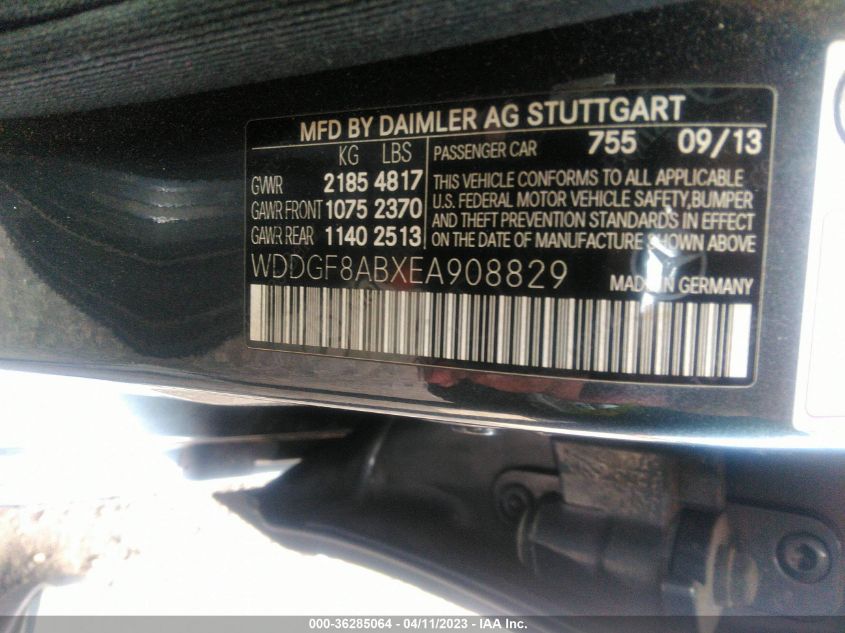 MFD BY DAIMLER AG STUTTGART
KG LBS
GVWR 2185 4817
GAWR FRONT 1075 2370
GAWR REAR 1140 2513
PASSENGER CAR 755 09/13
THIS VEHICLE CONFORMS TO ALL APPLICABLE
U.S. FEDERAL MOTOR VEHICLE SAFETY,BUMPER
AND THEFT PREVENTION STANDARDS IN EFFECT
ON THE DATE OF MANUFACTURE SHOWN ABOVE
WDDGF8ABXEA908829
MADE IN GERMANY
000-36285064 - 04/11/2023 - IAA Inc.